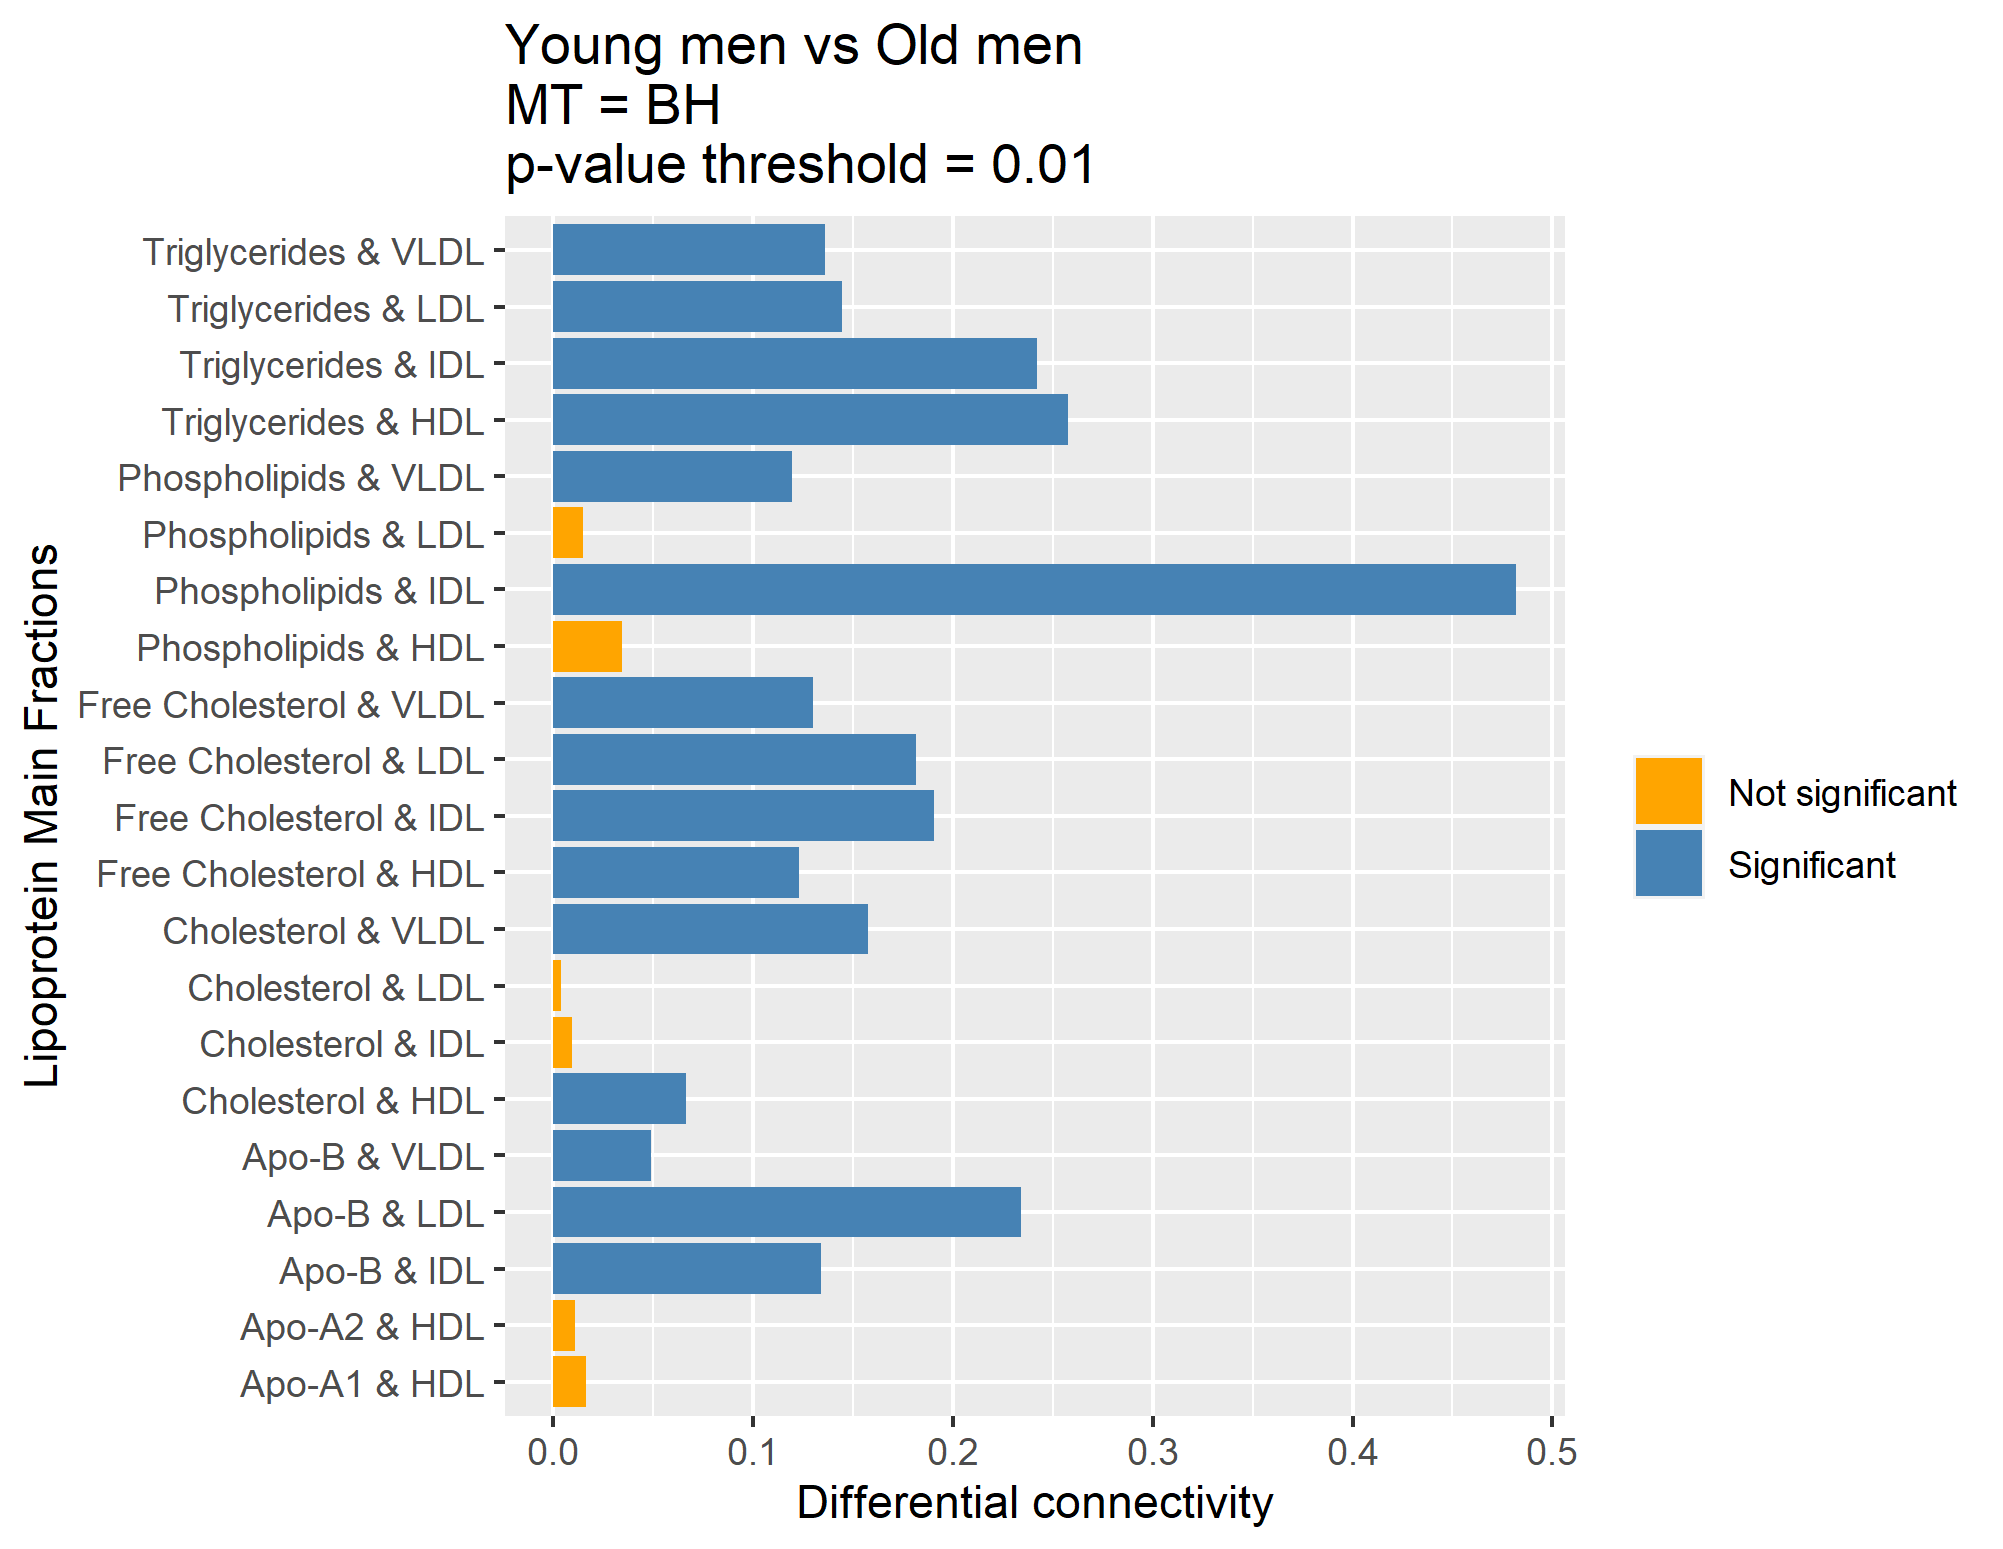 Young men vs Old men
MT = BH
p-value threshold = 0.01
Lipoprotein Main Fractions
Triglycerides & VLDL
Triglycerides & LDL
Triglycerides & IDL
Triglycerides & HDL
Phospholipids & VLDL
Phospholipids & LDL
Phospholipids & IDL
Phospholipids & HDL
Free Cholesterol & VLDL
Free Cholesterol & LDL
Free Cholesterol & IDL
Free Cholesterol & HDL
Cholesterol & VLDL
Cholesterol & LDL
Cholesterol & IDL
Cholesterol & HDL
Apo-B & VLDL
Apo-B & LDL
Apo-B & IDL
Apo-A2 & HDL
Apo-A1 & HDL
0.0 0.1 0.2 0.3 0.4 0.5
Differential connectivity
Not significant
Significant